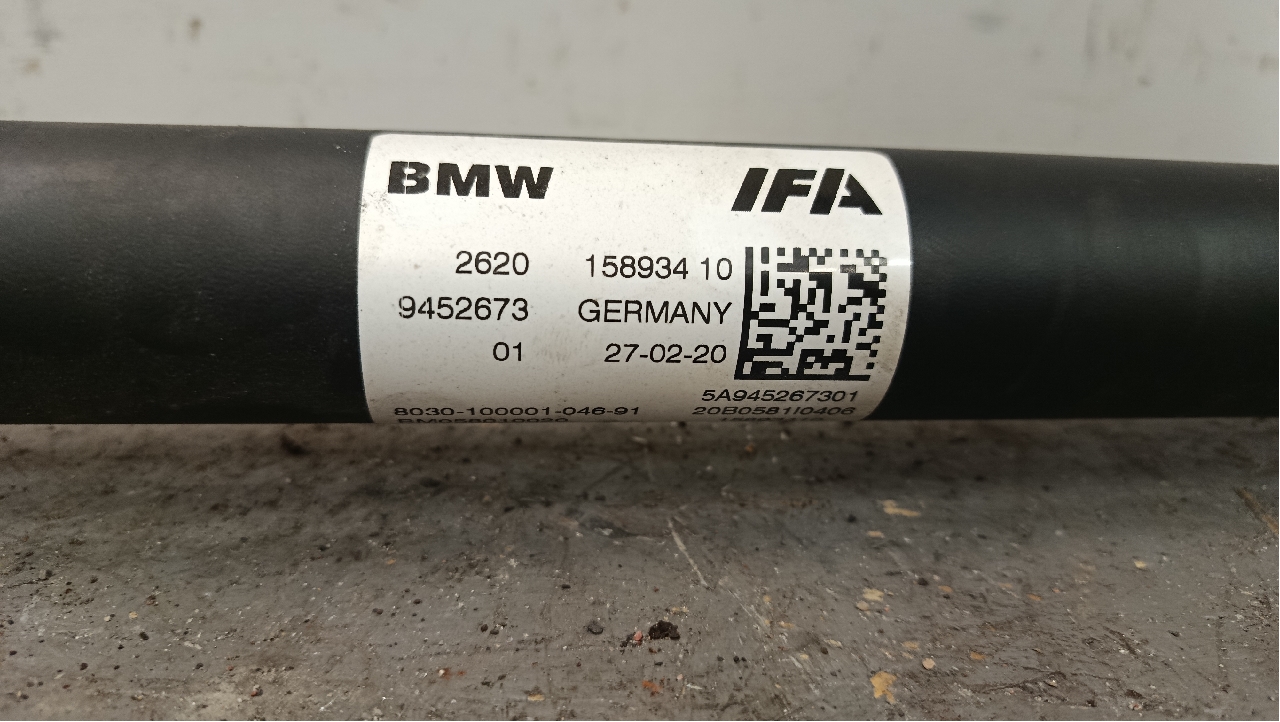 BMW IFA
2620 158934 10
9452673 GERMANY
01 27-02-20
5A945267301
8030-100001-046-91 20B0581I0406